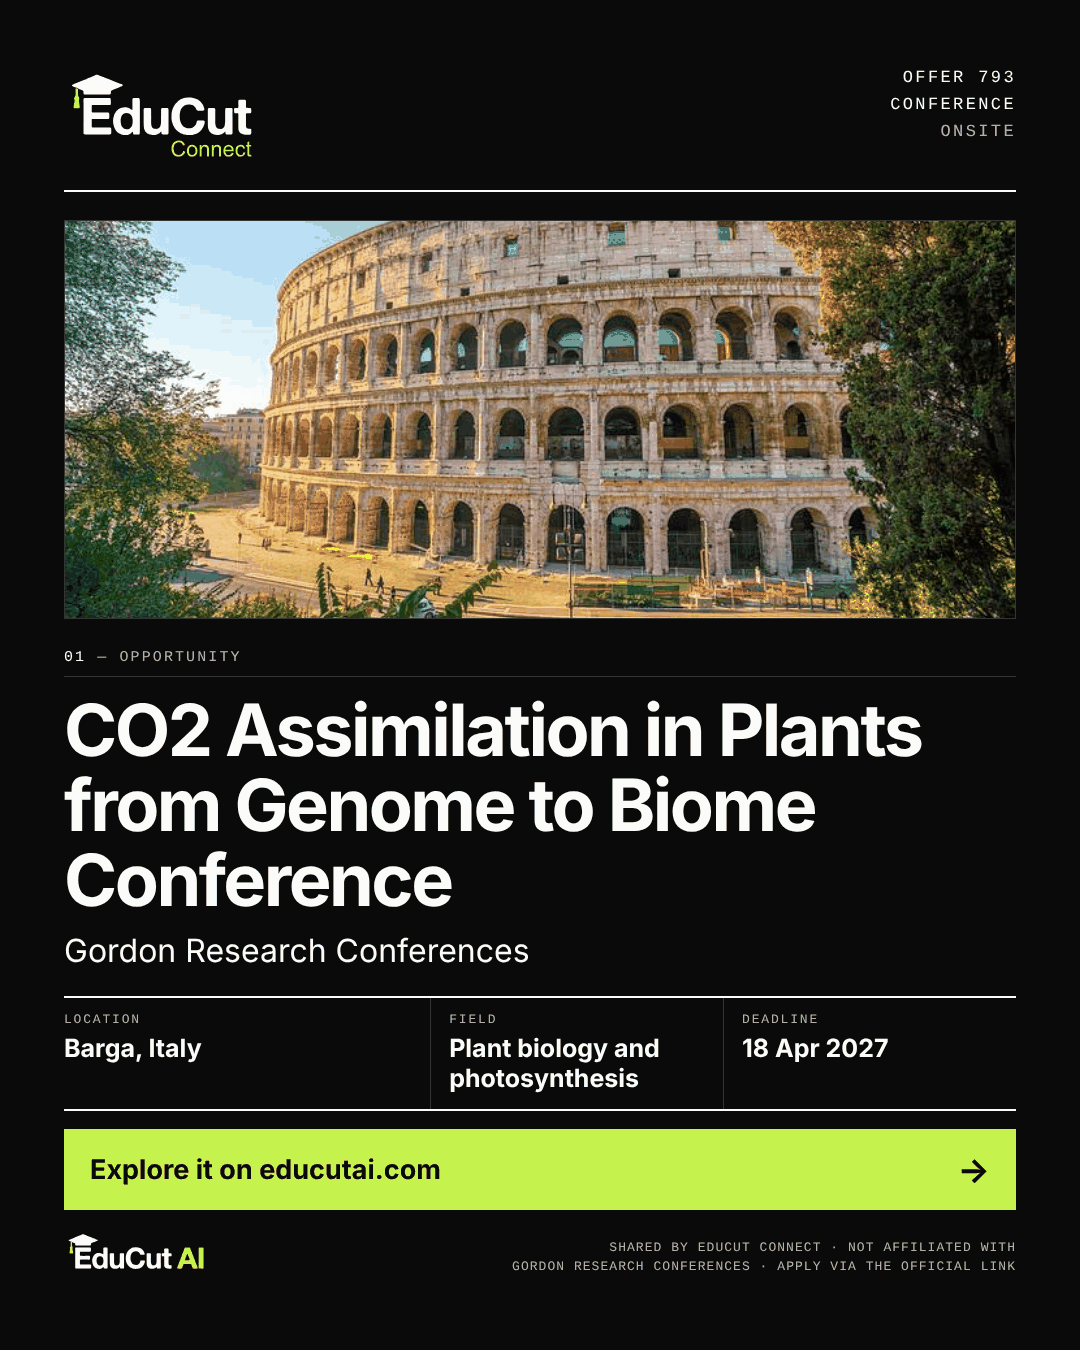 EduCut
Connect
OFFER 793
CONFERENCE
ONSITE
01 — OPPORTUNITY
CO2 Assimilation in Plants
from Genome to Biome
Conference
Gordon Research Conferences
LOCATION
Barga, Italy
FIELD
Plant biology and
photosynthesis
DEADLINE
18 Apr 2027
Explore it on educutai.com →
EduCut AI
SHARED BY EDUCUT CONNECT · NOT AFFILIATED WITH
GORDON RESEARCH CONFERENCES · APPLY VIA THE OFFICIAL LINK